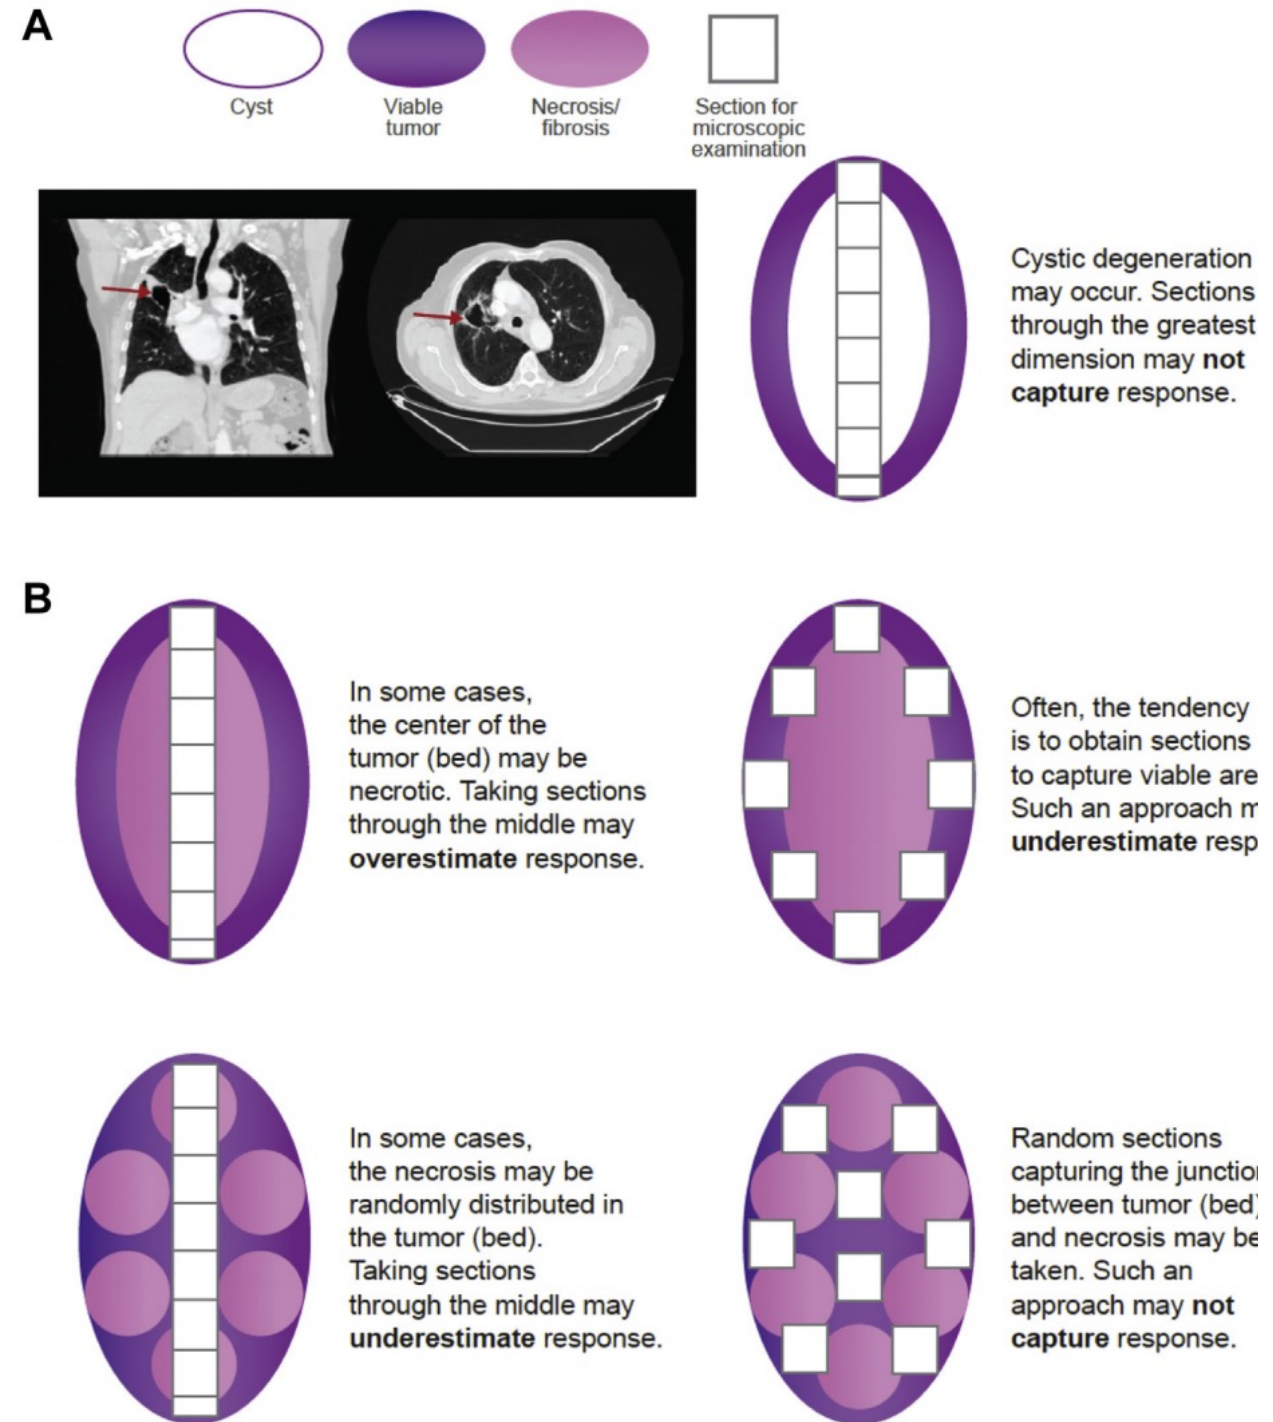 A
Cyst
Viable
tumor
Necrosis/
fibrosis
Section for
microscopic
examination
Cystic degeneration
may occur. Sections
through the greatest
dimension may not
capture response.
B
In some cases,
the center of the
tumor (bed) may be
necrotic. Taking sections
through the middle may
overestimate response.
Often, the tendency
is to obtain sections
to capture viable are
Such an approach m
underestimate resp
In some cases,
the necrosis may be
randomly distributed in
the tumor (bed).
Taking sections
through the middle may
underestimate response.
Random sections
capturing the junction
between tumor (bed)
and necrosis may be
taken. Such an
approach may not
capture response.